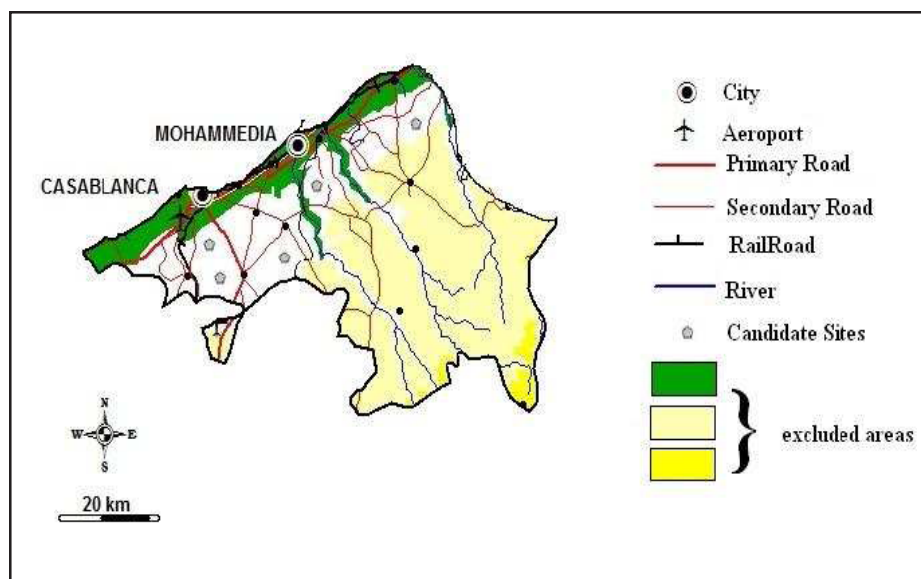 MOHAMMEDIA
CASABLANCA
N
W E
S
20 km
City
Aeroport
Primary Road
Secondary Road
RailRoad
River
Candidate Sites
excluded areas